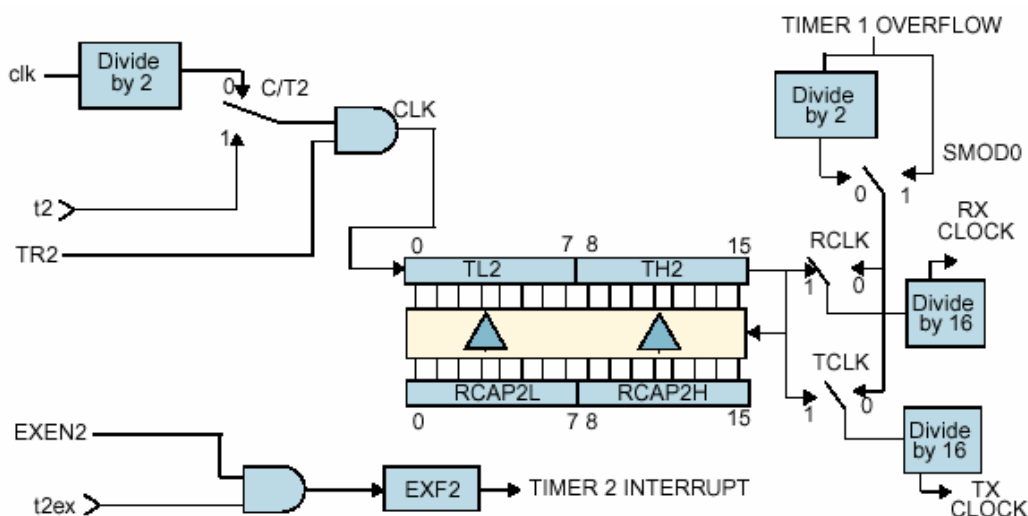 TIMER 1 OVERFLOW
clk
Divide
by 2
0
C/T2
1
CLK
Divide
by 2
SMOD0
0
1
t2
TR2
0
7
8
15
TL2
TH2
RCLK
1
0
RX
CLOCK
Divide
by 16
RCAP2L
RCAP2H
0
7
8
15
TCLK
1
0
Divide
by 16
TX
CLOCK
EXEN2
t2ex
EXF2
TIMER 2 INTERRUPT